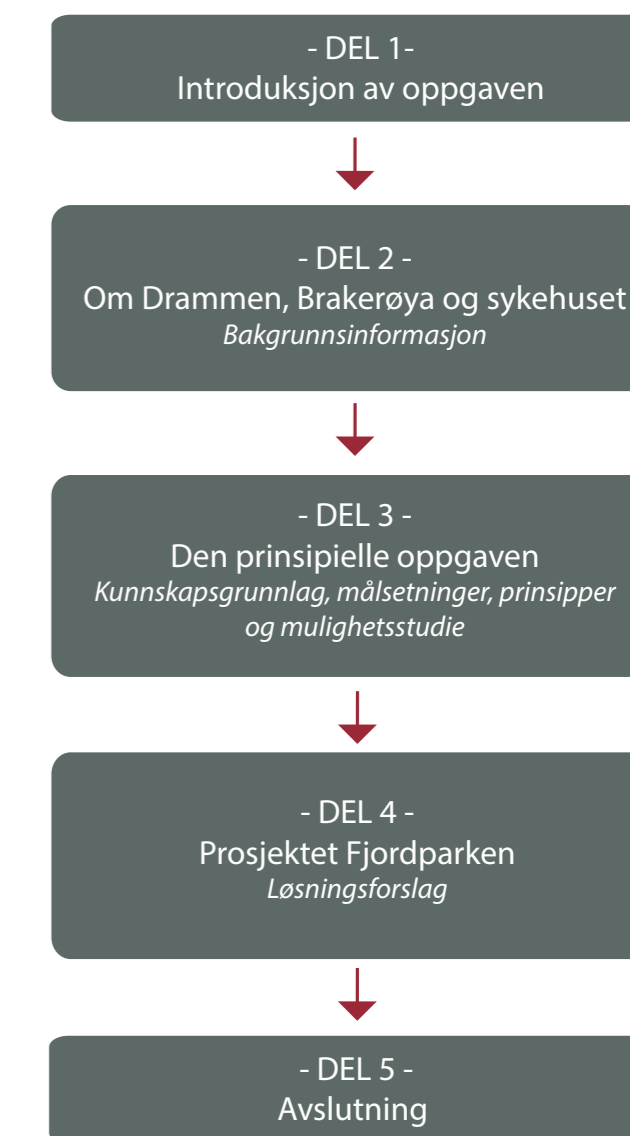 - DEL 1-
Introduksjon av oppgaven
- DEL 2 -
Om Drammen, Brakerøya og sykehuset
Bakgrunnsinformasjon
- DEL 3 -
Den prinsipielle oppgaven
Kunnskapsgrunnlag, målsetninger, prinsipper
og mulighetsstudie
- DEL 4 -
Prosjektet Fjordparken
Løsningsforslag
- DEL 5 -
Avslutning